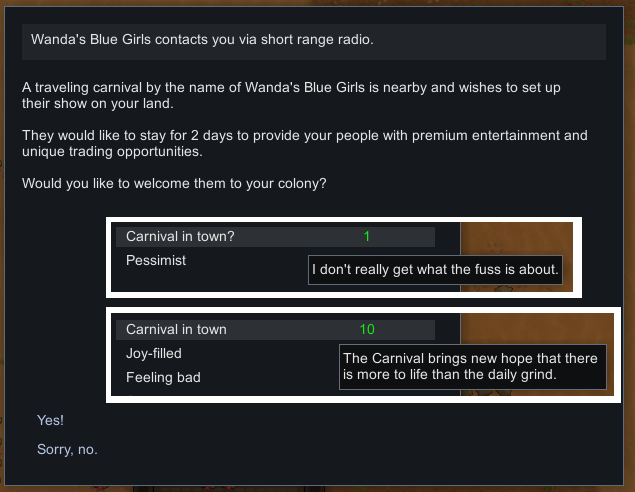 Wanda's Blue Girls contacts you via short range radio.
A traveling carnival by the name of Wanda's Blue Girls is nearby and wishes to set up
their show on your land.
They would like to stay for 2 days to provide your people with premium entertainment and
unique trading opportunities.
Would you like to welcome them to your colony?
Carnival in town? 1
Pessimist
I don't really get what the fuss is about.
Carnival in town 10
Joy-filled
Feeling bad
The Carnival brings new hope that there
is more to life than the daily grind.
Yes!
Sorry, no.